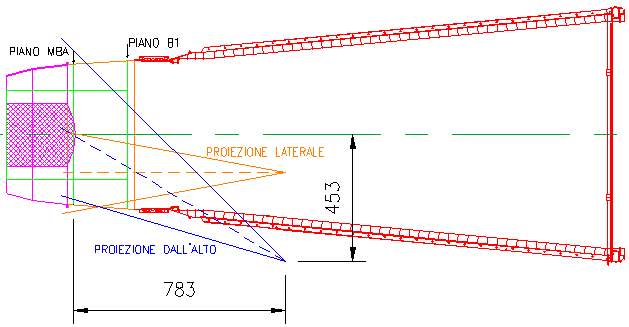 PIANO MBA
PIANO B1
PROIEZIONE LATERALE
453
PROIEZIONE DALL'ALTO
783